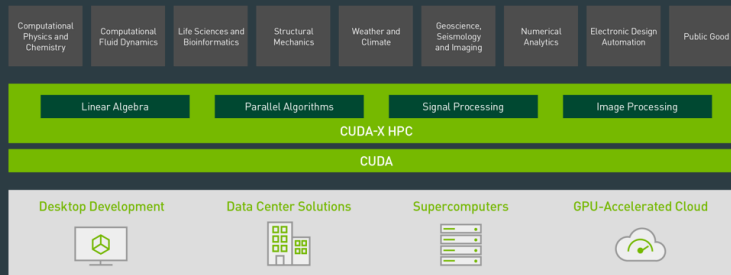 Computational
Physics and
Chemistry
Computational
Fluid Dynamics
Life Sciences and
Bioinformatics
Structural
Mechanics
Weather and
Climate
Geoscience,
Seismology
and Imaging
Numerical
Analytics
Electronic Design
Automation
Public Good
Linear Algebra
Parallel Algorithms
Signal Processing
Image Processing
CUDA-X HPC
CUDA
Desktop Development
Data Center Solutions
Supercomputers
GPU-Accelerated Cloud